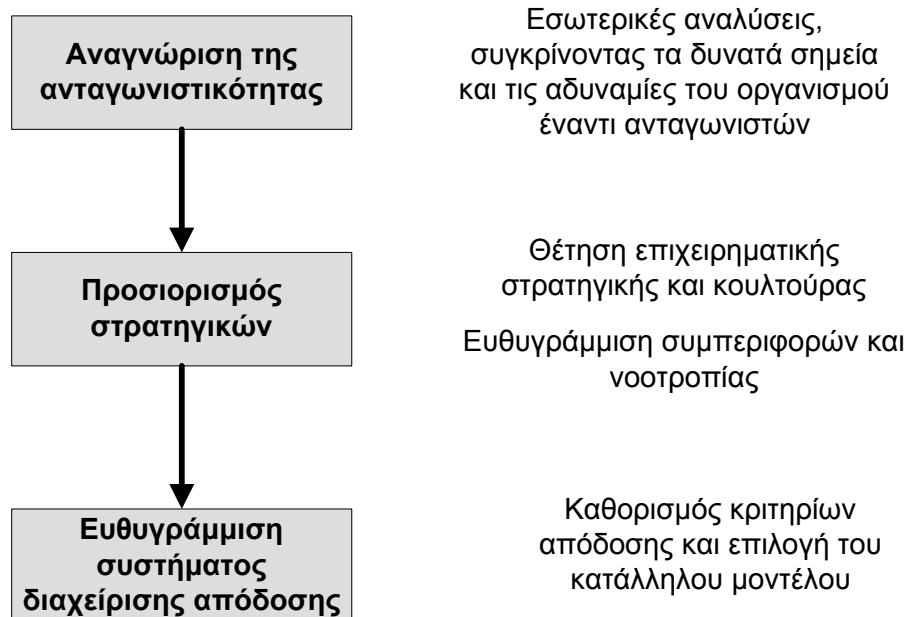 Αναγνώριση της
ανταγωνιστικότητας
Εσωτερικές αναλύσεις,
συγκρίνοντας τα δυνατά σημεία
και τις αδυναμίες του οργανισμού
έναντι ανταγωνιστών
Προσιορισμός
στρατηγικών
Θέτηση επιχειρηματικής
στρατηγικής και κουλτούρας
Ευθυγράμμιση συμπεριφορών και
νοοτροπίας
Ευθυγράμμιση
συστήματος
διαχείρισης απόδοσης
Καθορισμός κριτηρίων
απόδοσης και επιλογή του
κατάλληλου μοντέλου